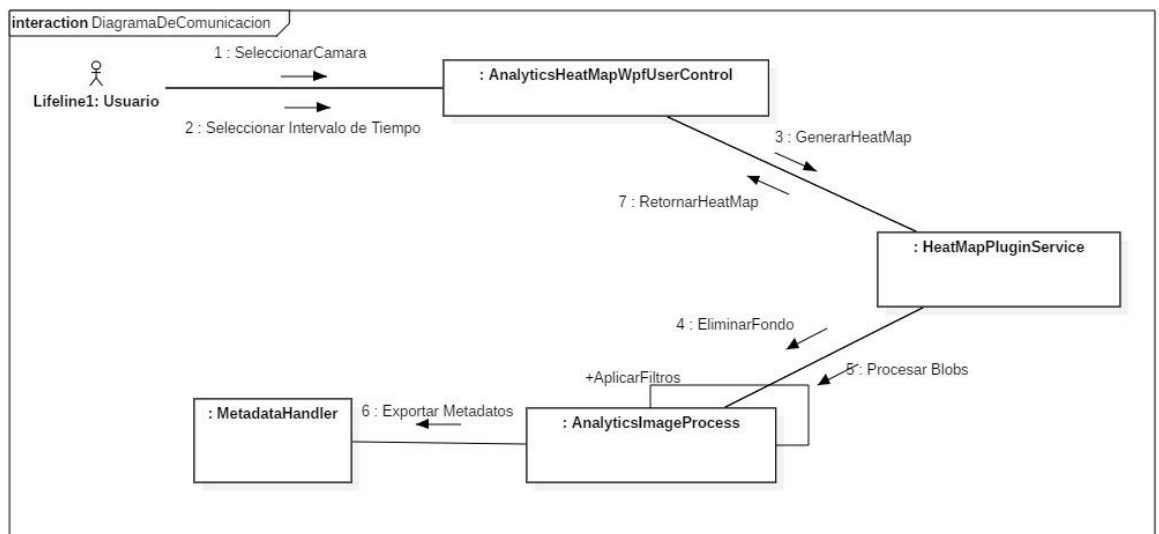 interaction DiagramaDeComunicacion
1 : SeleccionarCamara
Lifeline1: Usuario
2 : Seleccionar Intervalo de Tiempo
: AnalyticsHeatMapWpfUserControl
3 : GenerarHeatMap
7 : RetornarHeatMap
: HeatMapPluginService
4 : EliminarFondo
5 : Procesar Blobs
+AplicarFiltros
: MetadataHandler
6 : Exportar Metadatos
: AnalyticsImageProcess